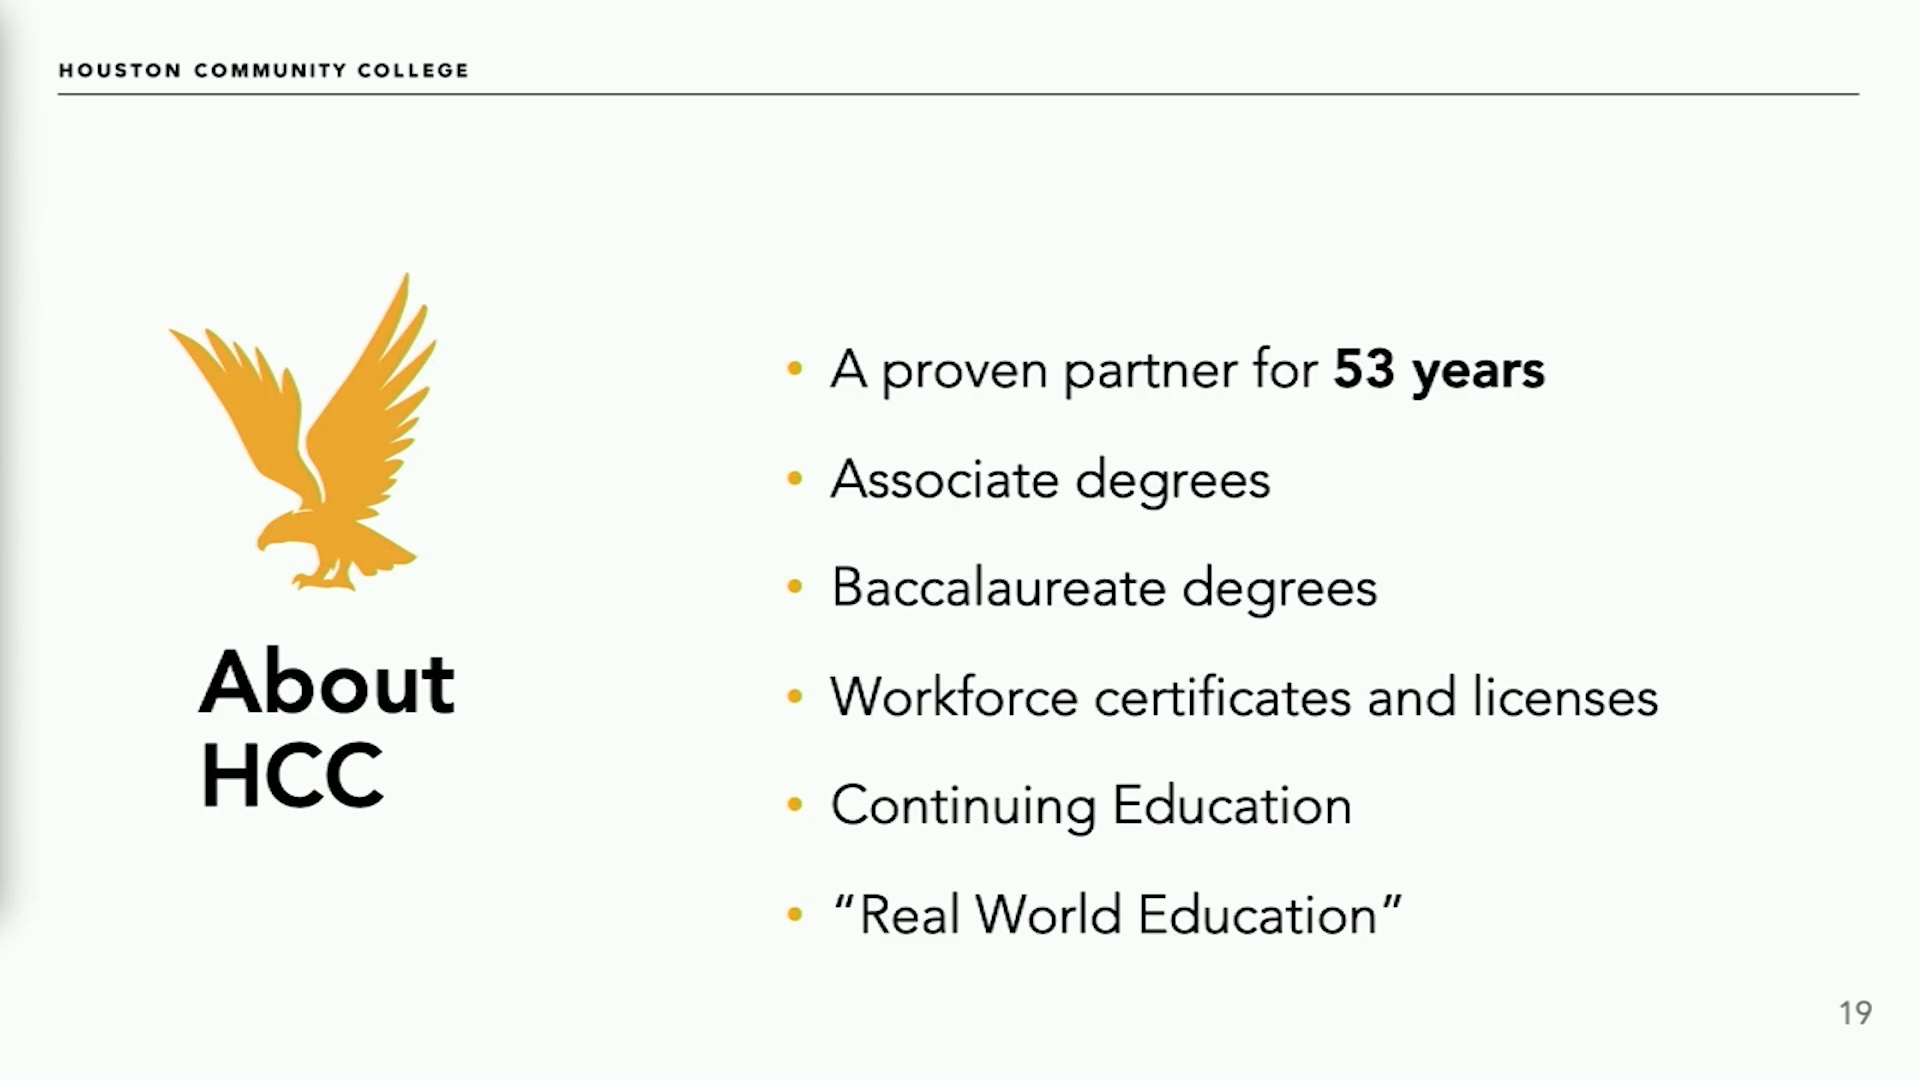 HOUSTON COMMUNITY COLLEGE
About
HCC
• A proven partner for 53 years
• Associate degrees
• Baccalaureate degrees
• Workforce certificates and licenses
• Continuing Education
• “Real World Education”
19